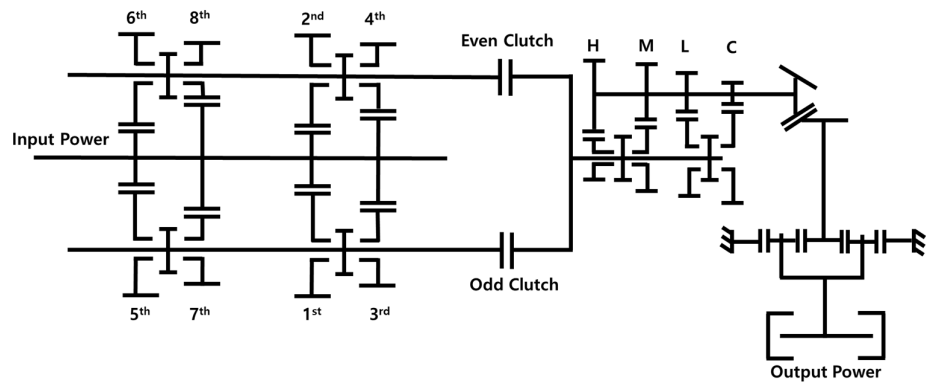 6th 8th 2nd 4th
Even Clutch H M L C
Input Power
Odd Clutch
5th 7th 1st 3rd
Output Power